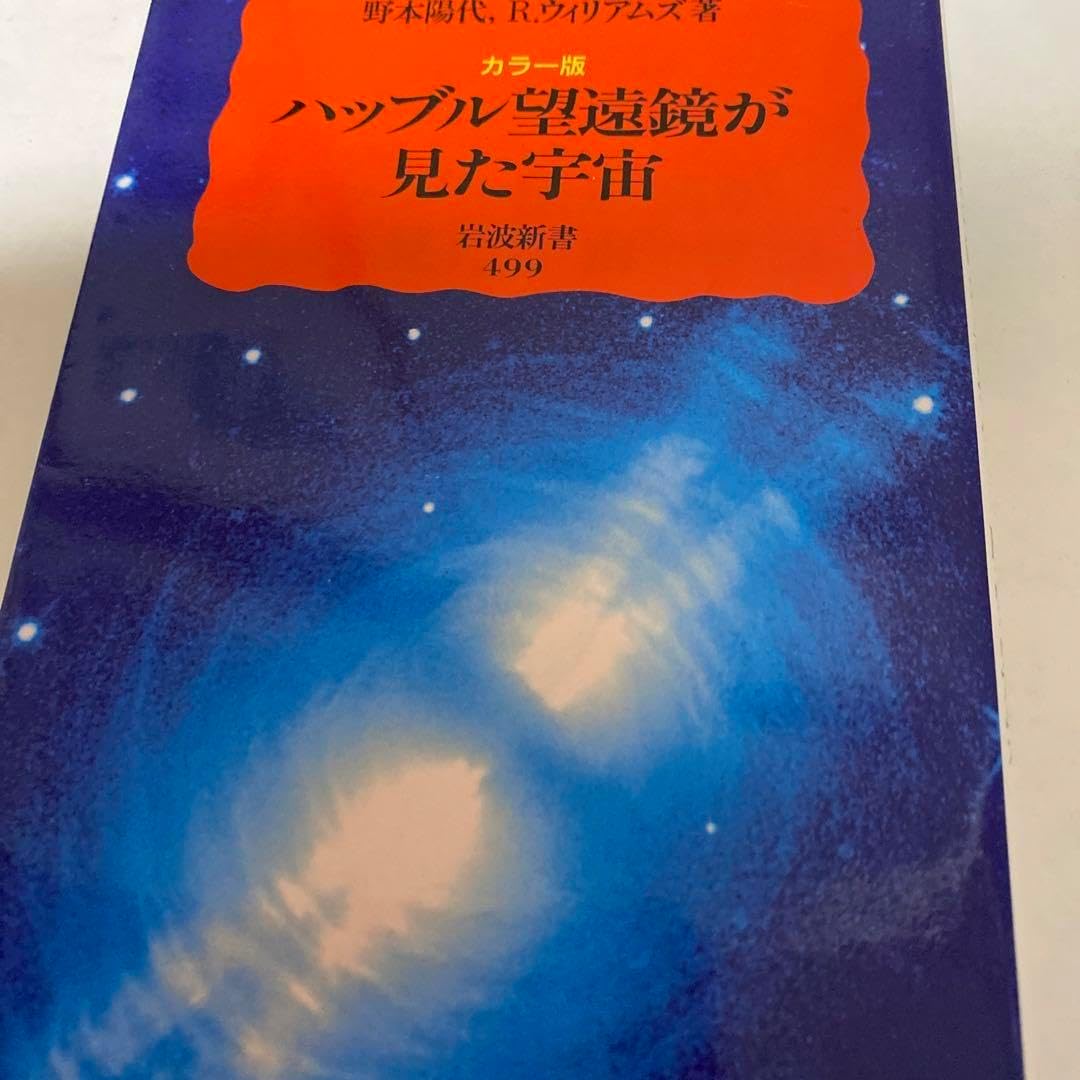 野本陽代, R.ウィリアムズ 著
カラー版
ハッブル望遠鏡が
見た宇宙
岩波新書
499